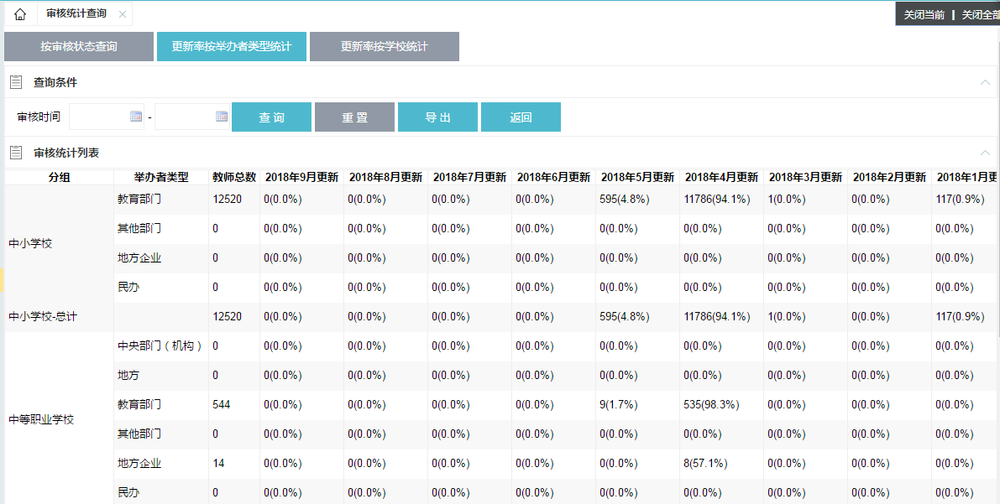 审核统计查询
关闭当前 | 关闭全部
按审核状态查询 更新率按举办者类型统计 更新率按学校统计
查询条件
审核时间 - 查 询 重 置 导 出 返回
审核统计列表
分组 举办者类型 教师总数 2018年9月更新 2018年8月更新 2018年7月更新 2018年6月更新 2018年5月更新 2018年4月更新 2018年3月更新 2018年2月更新 2018年1月更
教育部门 12520 0(0.0%) 0(0.0%) 0(0.0%) 0(0.0%) 595(4.8%) 11786(94.1%) 1(0.0%) 0(0.0%) 117(0.9%)
其他部门 0 0(0.0%) 0(0.0%) 0(0.0%) 0(0.0%) 0(0.0%) 0(0.0%) 0(0.0%) 0(0.0%) 0(0.0%)
中小学校
地方企业 0 0(0.0%) 0(0.0%) 0(0.0%) 0(0.0%) 0(0.0%) 0(0.0%) 0(0.0%) 0(0.0%) 0(0.0%)
民办 0 0(0.0%) 0(0.0%) 0(0.0%) 0(0.0%) 0(0.0%) 0(0.0%) 0(0.0%) 0(0.0%) 0(0.0%)
中小学校-总计 12520 0(0.0%) 0(0.0%) 0(0.0%) 0(0.0%) 595(4.8%) 11786(94.1%) 1(0.0%) 0(0.0%) 117(0.9%)
中央部门（机构） 0 0(0.0%) 0(0.0%) 0(0.0%) 0(0.0%) 0(0.0%) 0(0.0%) 0(0.0%) 0(0.0%) 0(0.0%)
地方 0 0(0.0%) 0(0.0%) 0(0.0%) 0(0.0%) 0(0.0%) 0(0.0%) 0(0.0%) 0(0.0%) 0(0.0%)
教育部门 544 0(0.0%) 0(0.0%) 0(0.0%) 0(0.0%) 9(1.7%) 535(98.3%) 0(0.0%) 0(0.0%) 0(0.0%)
中等职业学校
其他部门 0 0(0.0%) 0(0.0%) 0(0.0%) 0(0.0%) 0(0.0%) 0(0.0%) 0(0.0%) 0(0.0%) 0(0.0%)
地方企业 14 0(0.0%) 0(0.0%) 0(0.0%) 0(0.0%) 0(0.0%) 8(57.1%) 0(0.0%) 0(0.0%) 0(0.0%)
民办 0 0(0.0%) 0(0.0%) 0(0.0%) 0(0.0%) 0(0.0%) 0(0.0%) 0(0.0%) 0(0.0%) 0(0.0%)